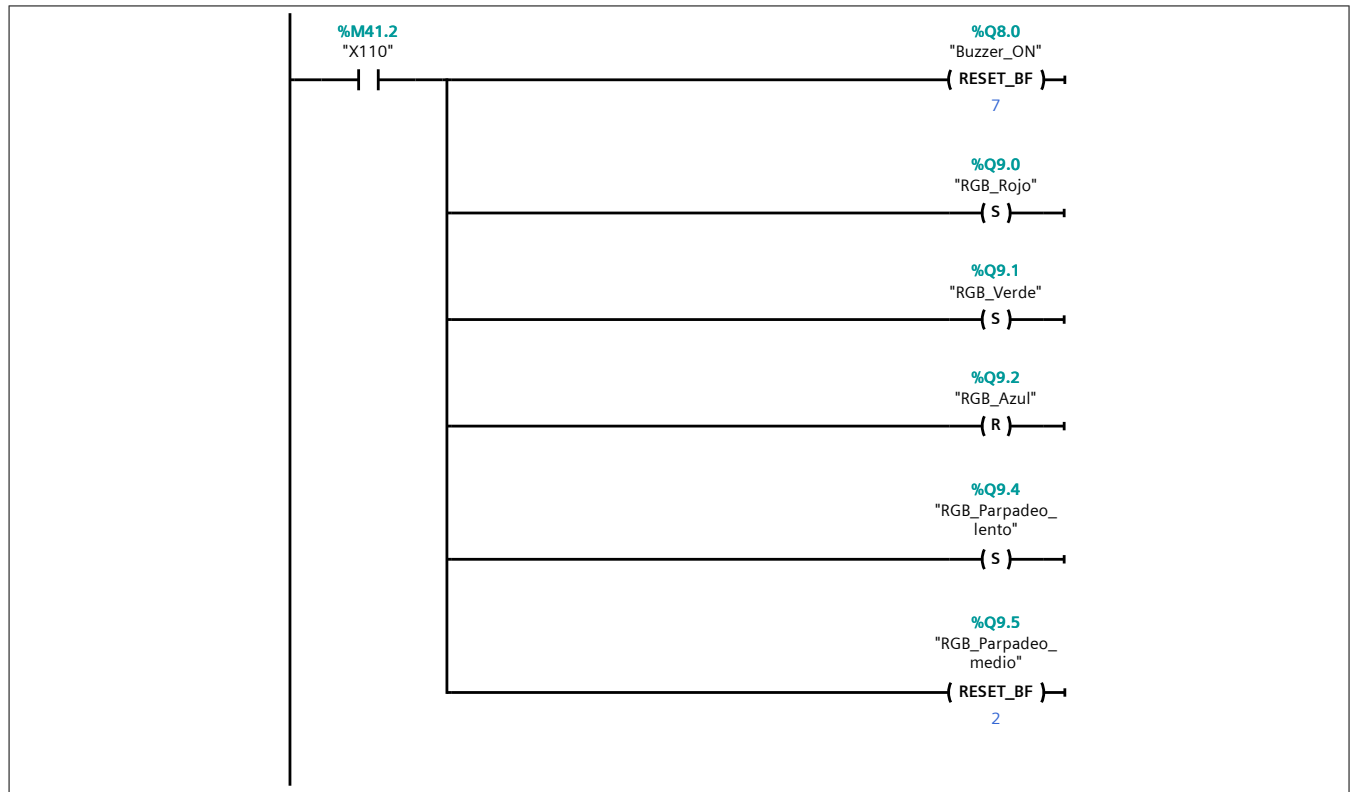 %M41.2
"X110"
%Q8.0
"Buzzer_ON"
RESET_BF
7
%Q9.0
"RGB_Rojo"
S
%Q9.1
"RGB_Verde"
S
%Q9.2
"RGB_Azul"
R
%Q9.4
"RGB_Parpadeo_
lento"
S
%Q9.5
"RGB_Parpadeo_
medio"
RESET_BF
2